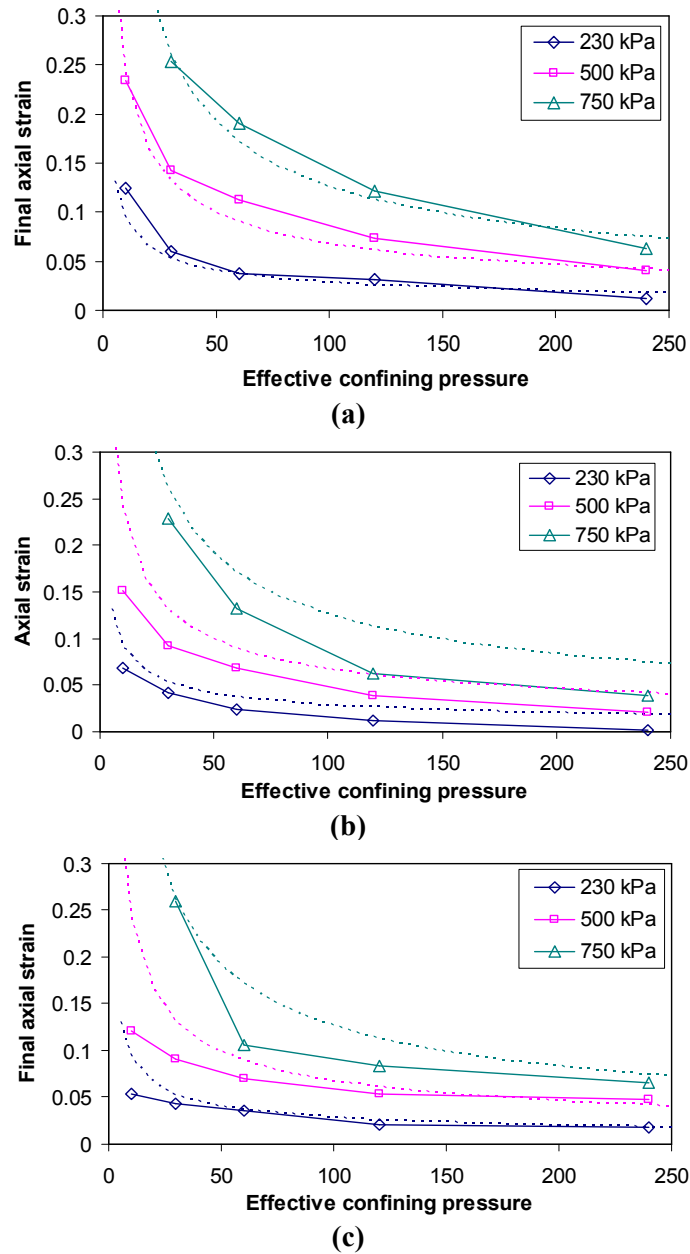 0.3
0.25
0.2
0.15
0.1
0.05
0
Final axial strain
230 kPa
500 kPa
750 kPa
0 50 100 150 200 250
Effective confining pressure
(a)
0.3
0.25
0.2
0.15
0.1
0.05
0
Axial strain
230 kPa
500 kPa
750 kPa
0 50 100 150 200 250
Effective confining pressure
(b)
0.3
0.25
0.2
0.15
0.1
0.05
0
Final axial strain
230 kPa
500 kPa
750 kPa
0 50 100 150 200 250
Effective confining pressure
(c)